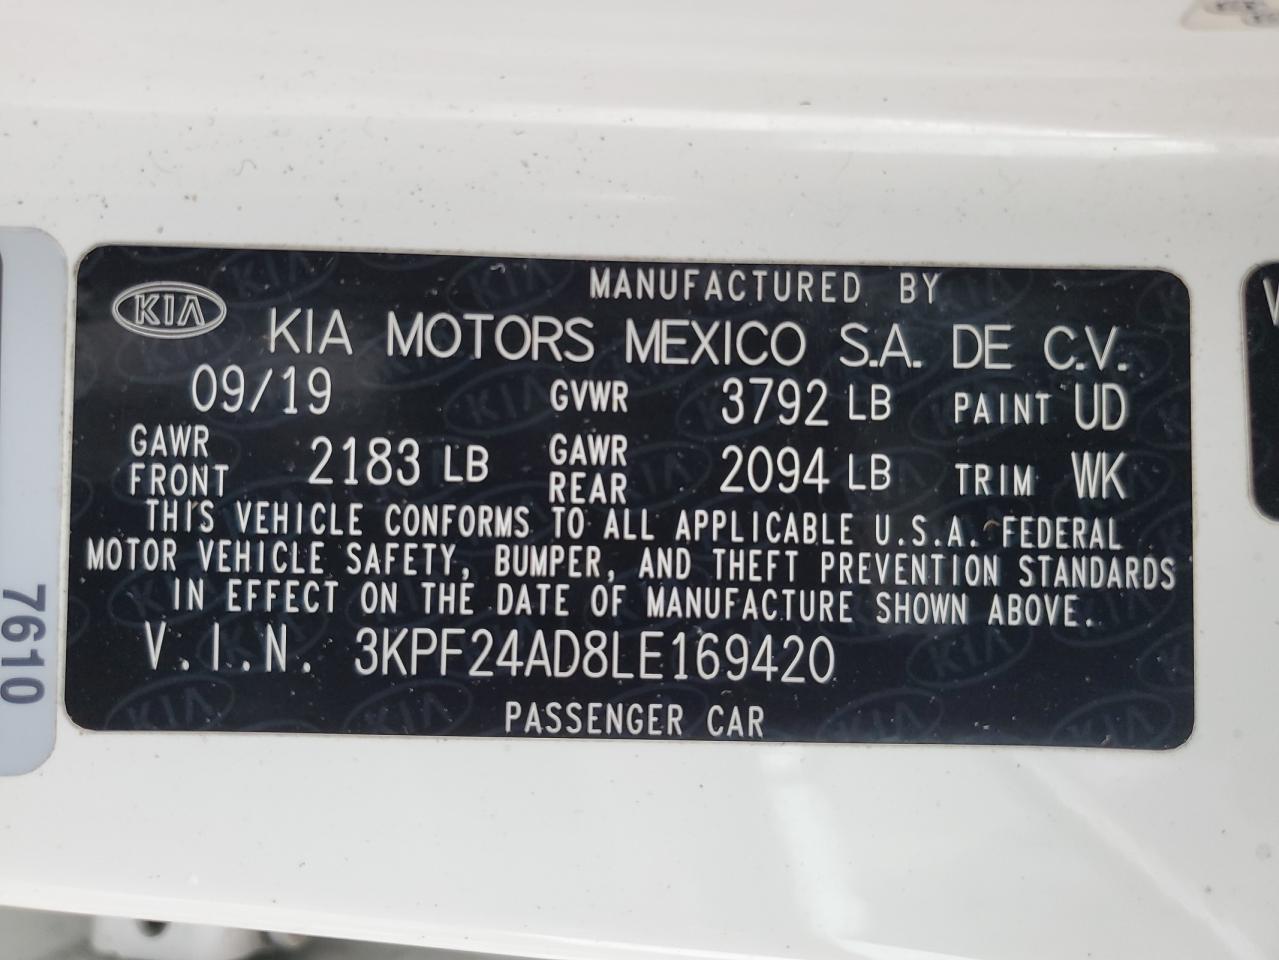 MANUFACTURED BY
KIA KIA MOTORS MEXICO S.A. DE C.V.
09/19 GVWR 3792 LB PAINT UD
GAWR FRONT 2183 LB GAWR REAR 2094 LB TRIM WK
THIS VEHICLE CONFORMS TO ALL APPLICABLE U.S.A. FEDERAL
MOTOR VEHICLE SAFETY, BUMPER, AND THEFT PREVENTION STANDARDS
IN EFFECT ON THE DATE OF MANUFACTURE SHOWN ABOVE.
V.I.N. 3KPF24AD8LE169420
PASSENGER CAR
7610